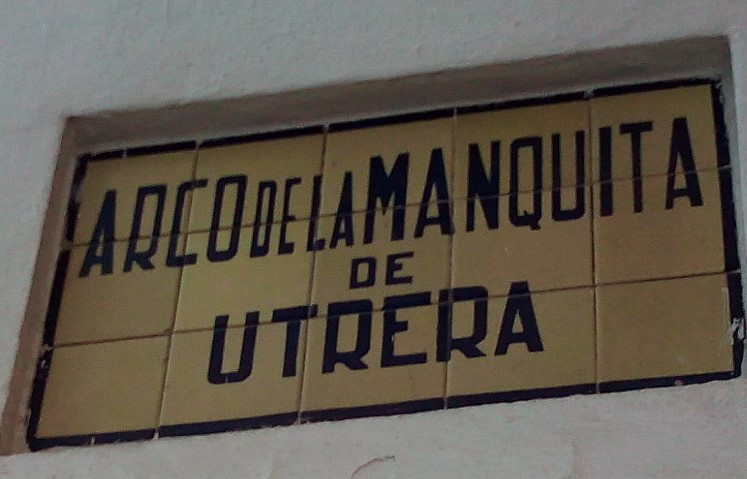 ARCO DE LA MANQUITA
DE
UTRERA